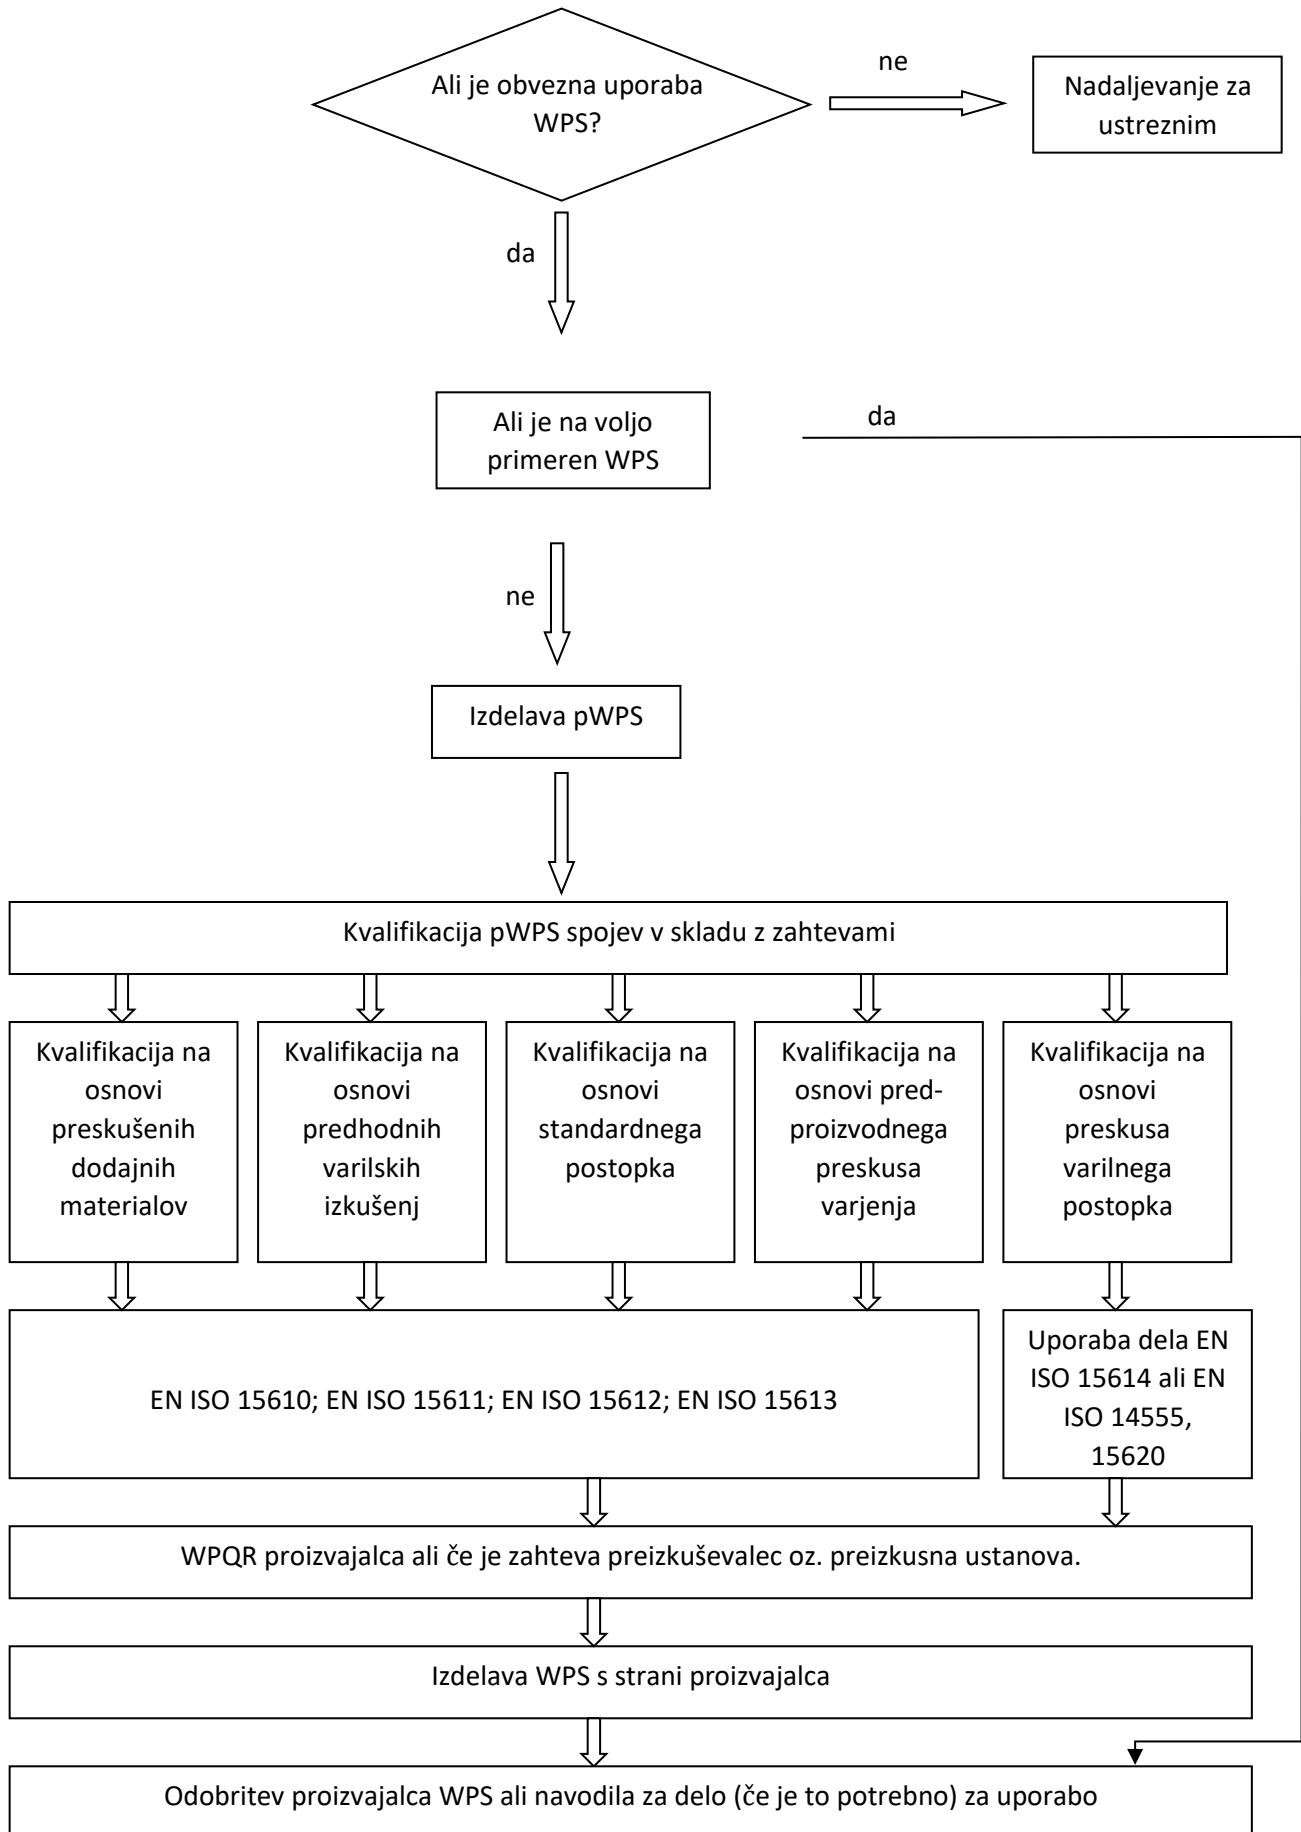 Ali je obvezna uporaba
WPS?
ne
Nadaljevanje za
ustreznim
da
Ali je na voljo
primeren WPS
da
ne
Izdelava pWPS
Kvalifikacija pWPS spojev v skladu z zahtevami
Kvalifikacija na
osnovi
preskušenih
dodajnih
materialov
Kvalifikacija na
osnovi
predhodnih
varilskih
izkušenj
Kvalifikacija na
osnovi
standardnega
postopka
Kvalifikacija na
osnovi pred-
proizvodnega
preskusa
varjenja
Kvalifikacija na
osnovi
preskusa
varilnega
postopka
EN ISO 15610; EN ISO 15611; EN ISO 15612; EN ISO 15613
Uporaba dela EN
ISO 15614 ali EN
ISO 14555,
15620
WPQR proizvajalca ali če je zahteva preizkuševalec oz. preizkusna ustanova.
Izdelava WPS s strani proizvajalca
Odobritev proizvajalca WPS ali navodila za delo (če je to potrebno) za uporabo